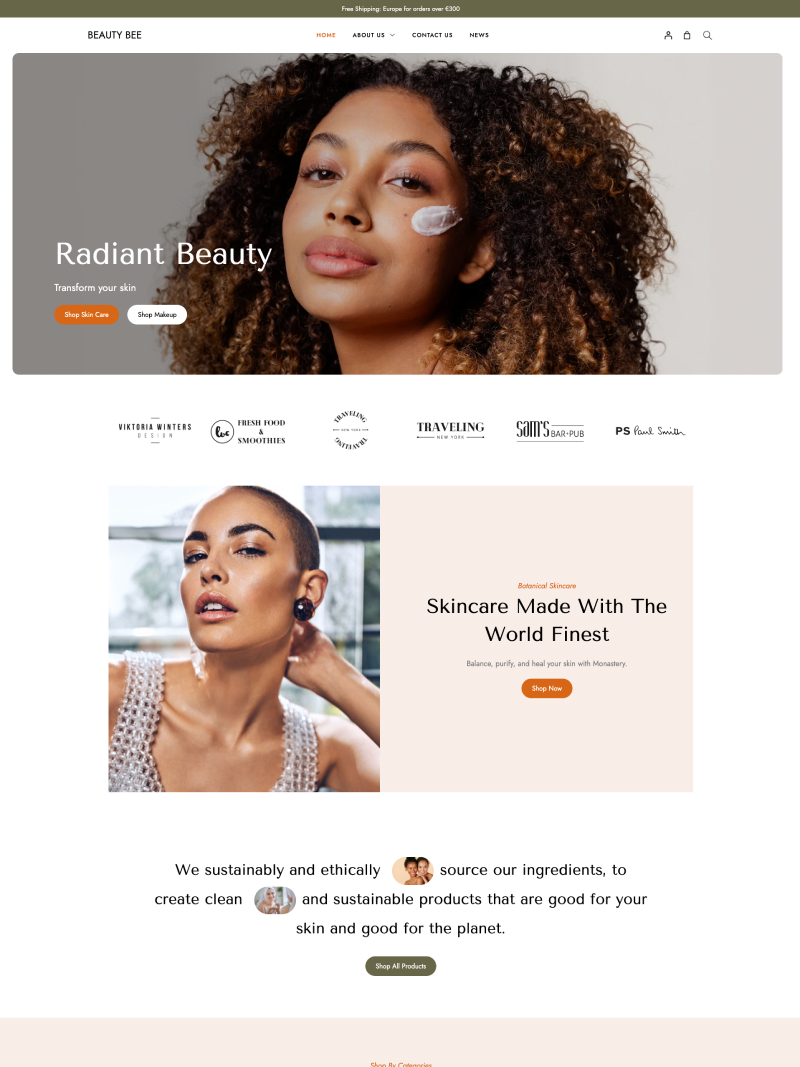 Free Shipping: Europe for orders over €300
BEAUTY BEE
HOME
ABOUT US
CONTACT US
NEWS
Radiant Beauty
Transform your skin
Shop Skin Care
Shop Makeup
VIKTORIA WINTERS
DESIGN
lwc
FRESH FOOD
&
SMOOTHIES
TRAVELING
NEW YORK
TRAVELING
TRAVELING
NEW YORK
SAM'S
BAR•PUB
PS Paul Smith
Botanical Skincare
Skincare Made With The
World Finest
Balance, purify, and heal your skin with Monastery.
Shop Now
We sustainably and ethically source our ingredients, to
create clean and sustainable products that are good for your
skin and good for the planet.
Shop All Products
Shop By Categories